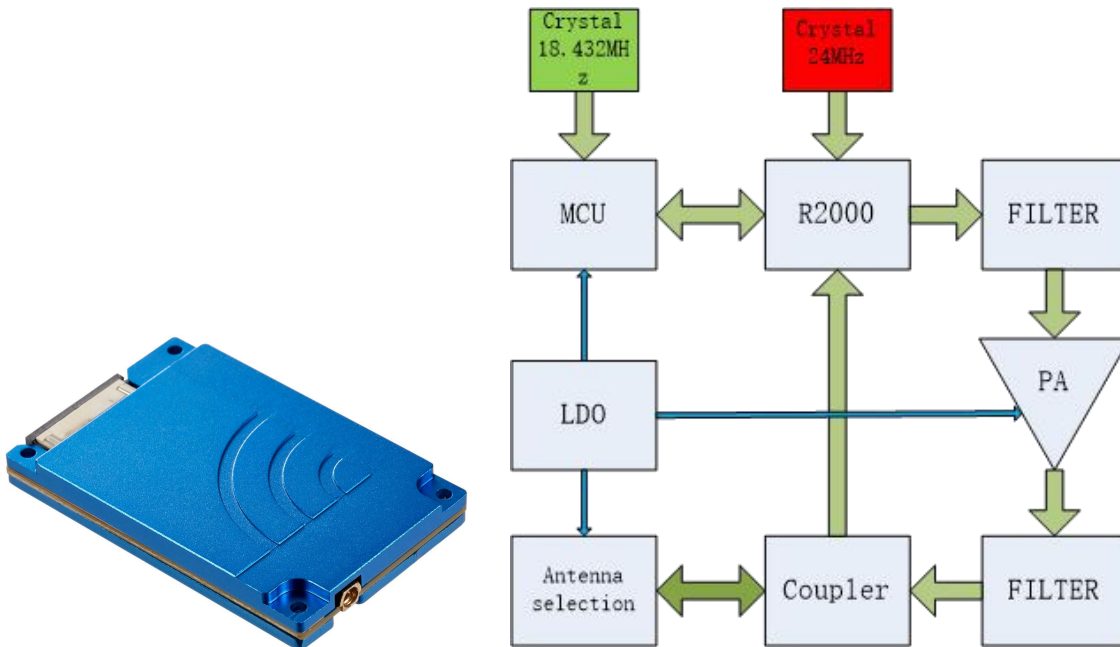 Crystal
18.432MH
z
Crystal
24MHz
MCU
R2000
FILTER
LDO
PA
Antenna
selection
Coupler
FILTER